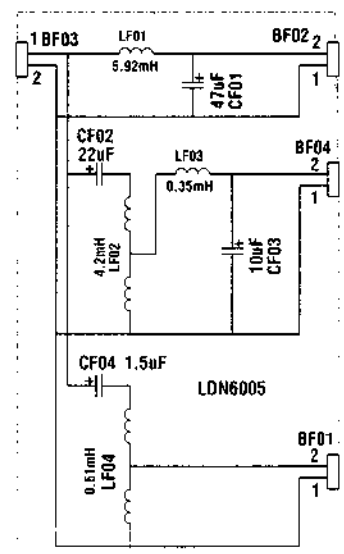 1 BF03
2
LF01
5.92mH
BF02 2
1
47uF
CF01
CF02
22uF
LF03
0.35mH
BF04
2
1
4.2mH
LF02
10uF
CF03
CF04 1.5uF
LDN6005
0.51mH
LF04
BF01
2
1